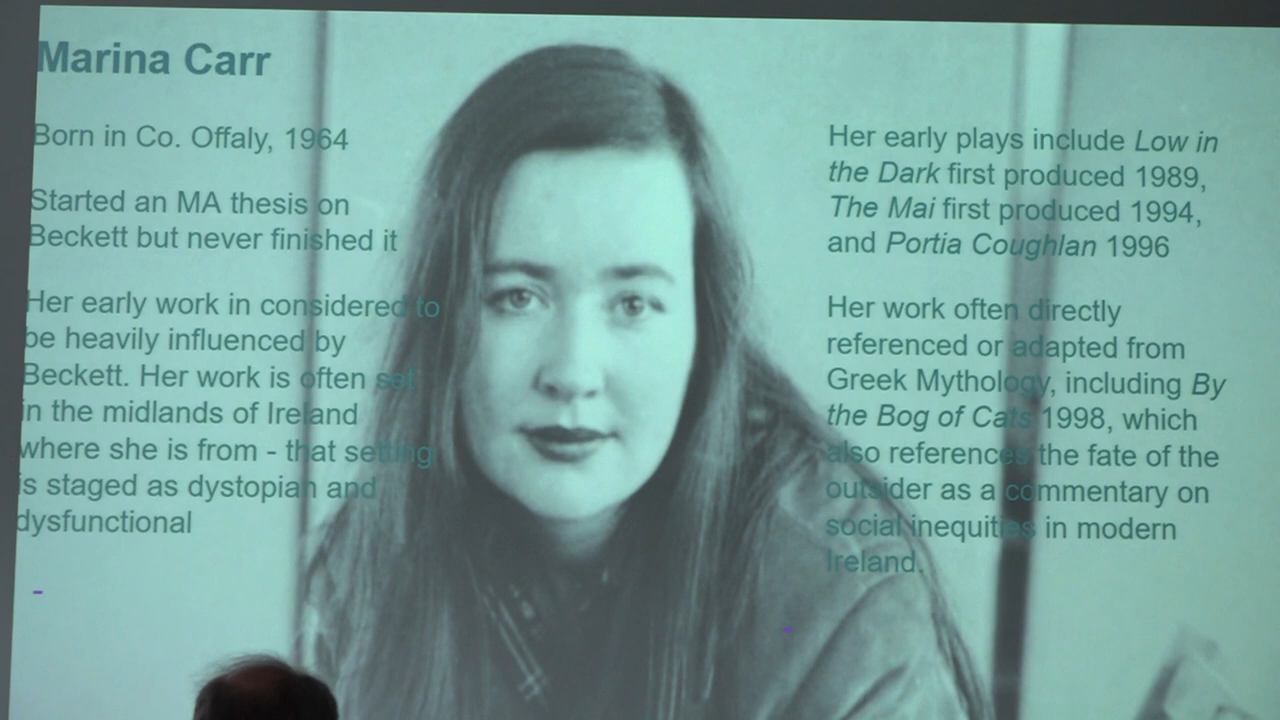 Marina Carr
Born in Co. Offaly, 1964
Started an MA thesis on
Beckett but never finished it
Her early work in considered to
be heavily influenced by
Beckett. Her work is often set
in the midlands of Ireland
where she is from - that setting
is staged as dystopian and
dysfunctional
-
Her early plays include Low in
the Dark first produced 1989,
The Mai first produced 1994,
and Portia Coughlan 1996
Her work often directly
referenced or adapted from
Greek Mythology, including By
the Bog of Cats 1998, which
also references the fate of the
outsider as a commentary on
social inequities in modern
Ireland.